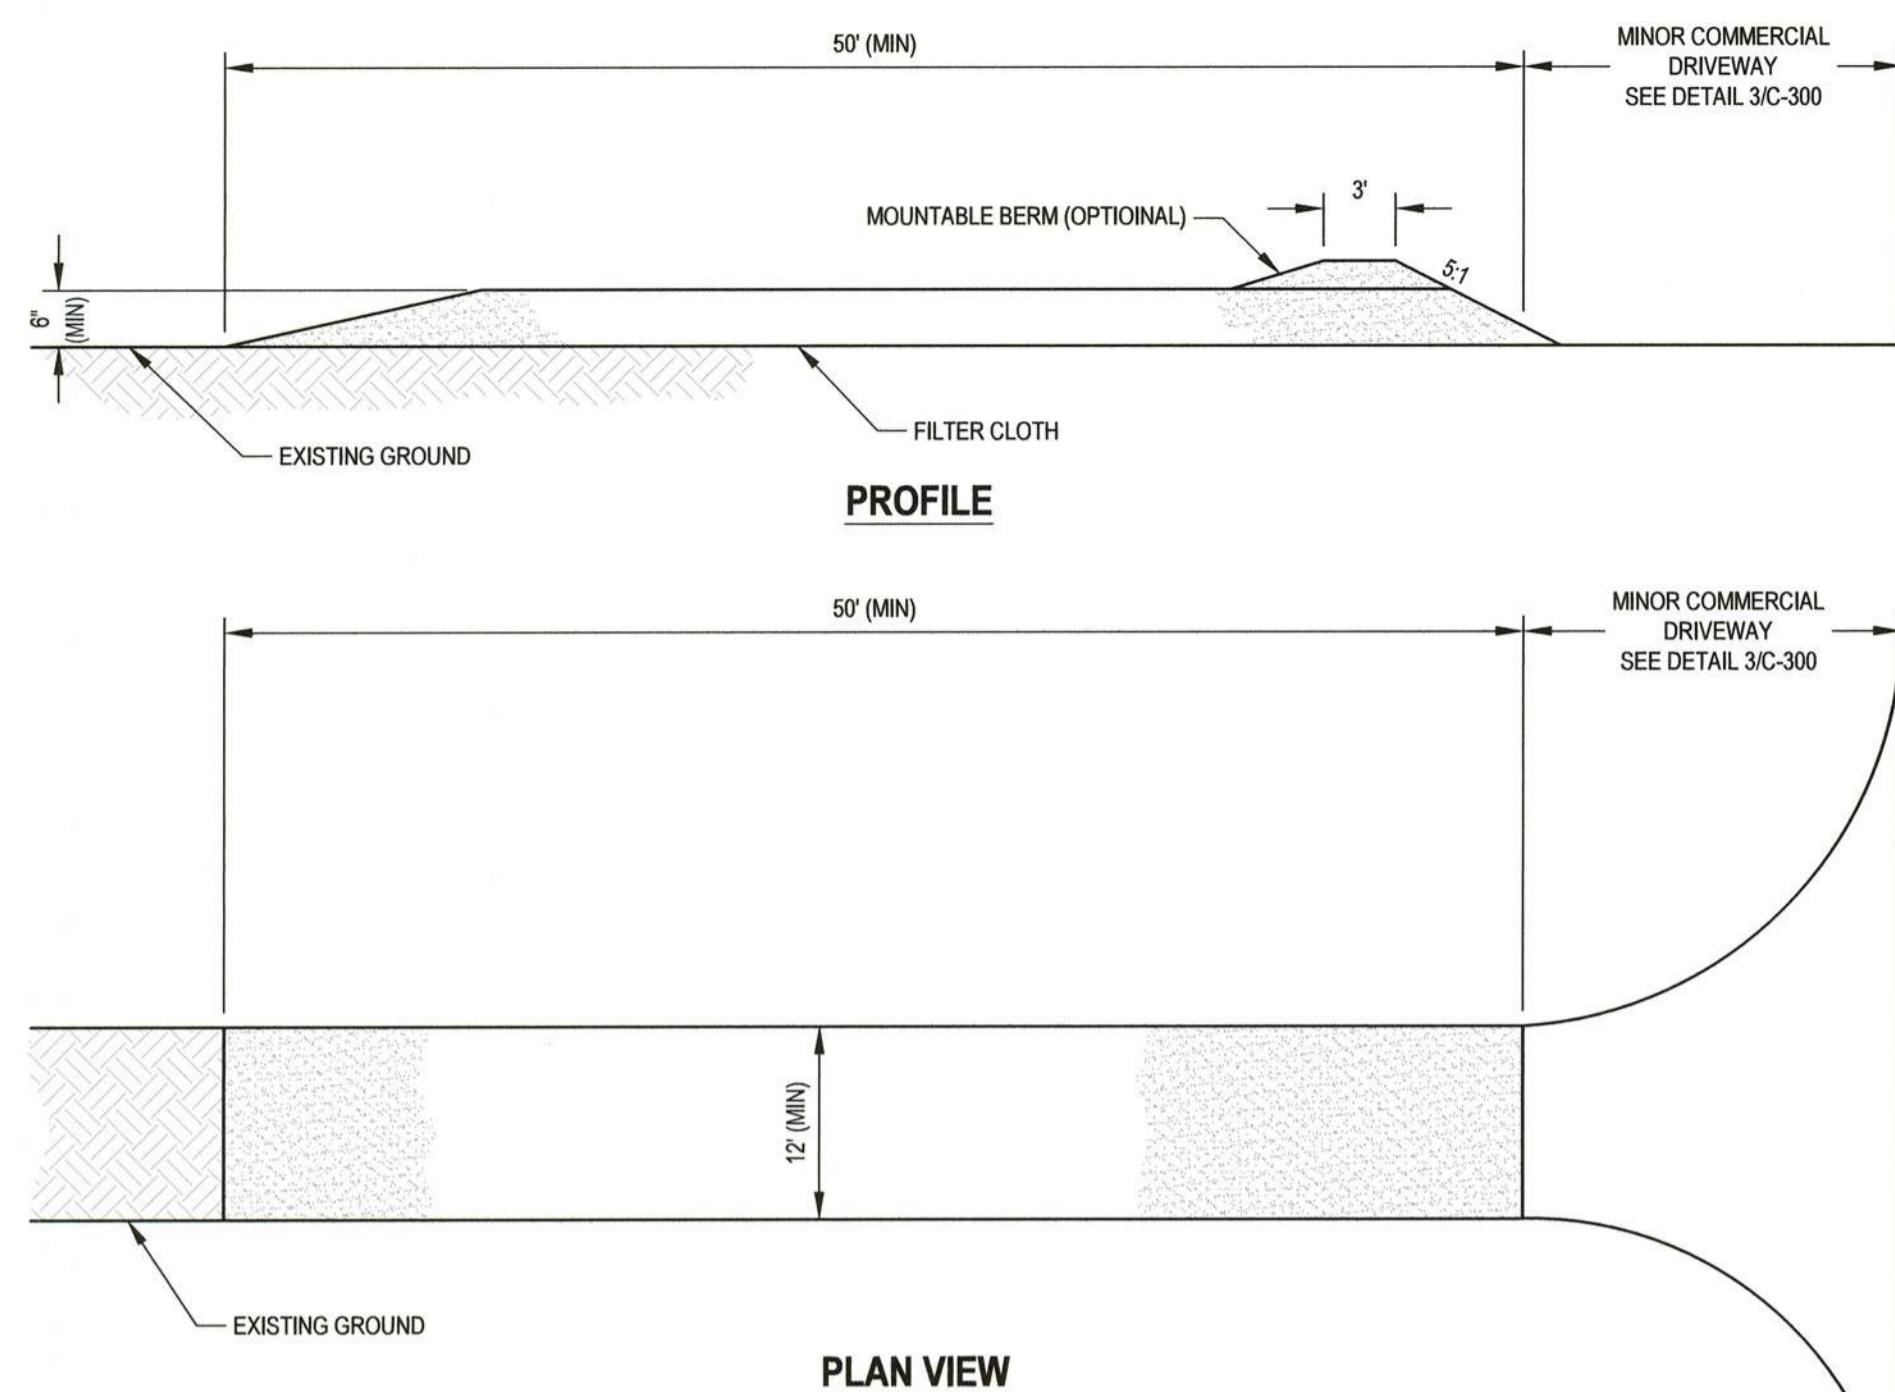 50' (MIN)
MINOR COMMERCIAL
DRIVEWAY
SEE DETAIL 3/C-300
3'
MOUNTABLE BERM (OPTIOINAL)
5:1
6"
(MIN)
FILTER CLOTH
EXISTING GROUND
PROFILE
50' (MIN)
MINOR COMMERCIAL
DRIVEWAY
SEE DETAIL 3/C-300
12' (MIN)
EXISTING GROUND
PLAN VIEW